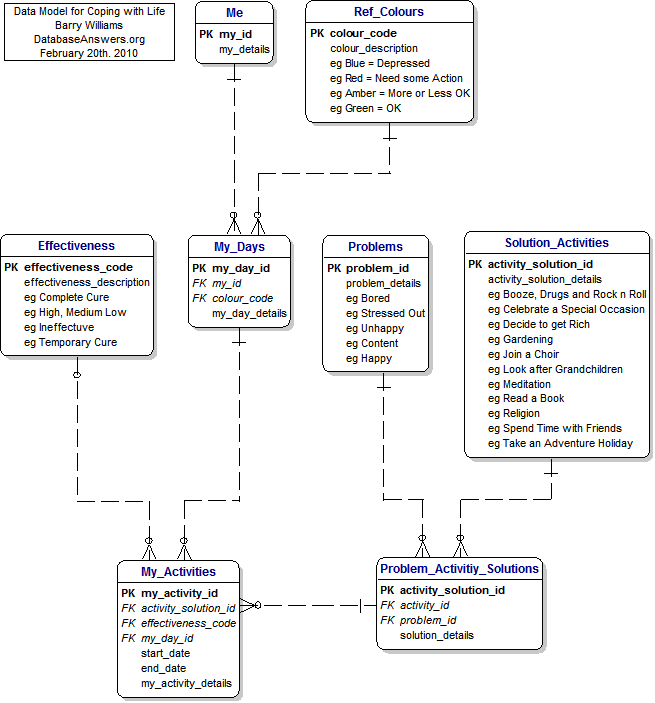 Data Model for Coping with Life
Barry Williams
DatabaseAnswers.org
February 20th. 2010
Me
PK my_id
my_details
Ref_Colours
PK colour_code
colour_description
eg Blue = Depressed
eg Red = Need some Action
eg Amber = More or Less OK
eg Green = OK
Effectiveness
PK effectiveness_code
effectiveness_description
eg Complete Cure
eg High, Medium Low
eg Ineffectuve
eg Temporary Cure
My_Days
PK my_day_id
FK my_id
FK colour_code
my_day_details
Problems
PK problem_id
problem_details
eg Bored
eg Stressed Out
eg Unhappy
eg Content
eg Happy
Solution_Activities
PK activity_solution_id
activity_solution_details
eg Booze, Drugs and Rock n Roll
eg Celebrate a Special Occasion
eg Decide to get Rich
eg Gardening
eg Join a Choir
eg Look after Grandchildren
eg Meditation
eg Read a Book
eg Religion
eg Spend Time with Friends
eg Take an Adventure Holiday
My_Activities
PK my_activity_id
FK activity_solution_id
FK effectiveness_code
FK my_day_id
start_date
end_date
my_activity_details
Problem_Activitiy_Solutions
PK activity_solution_id
FK activity_id
FK problem_id
solution_details